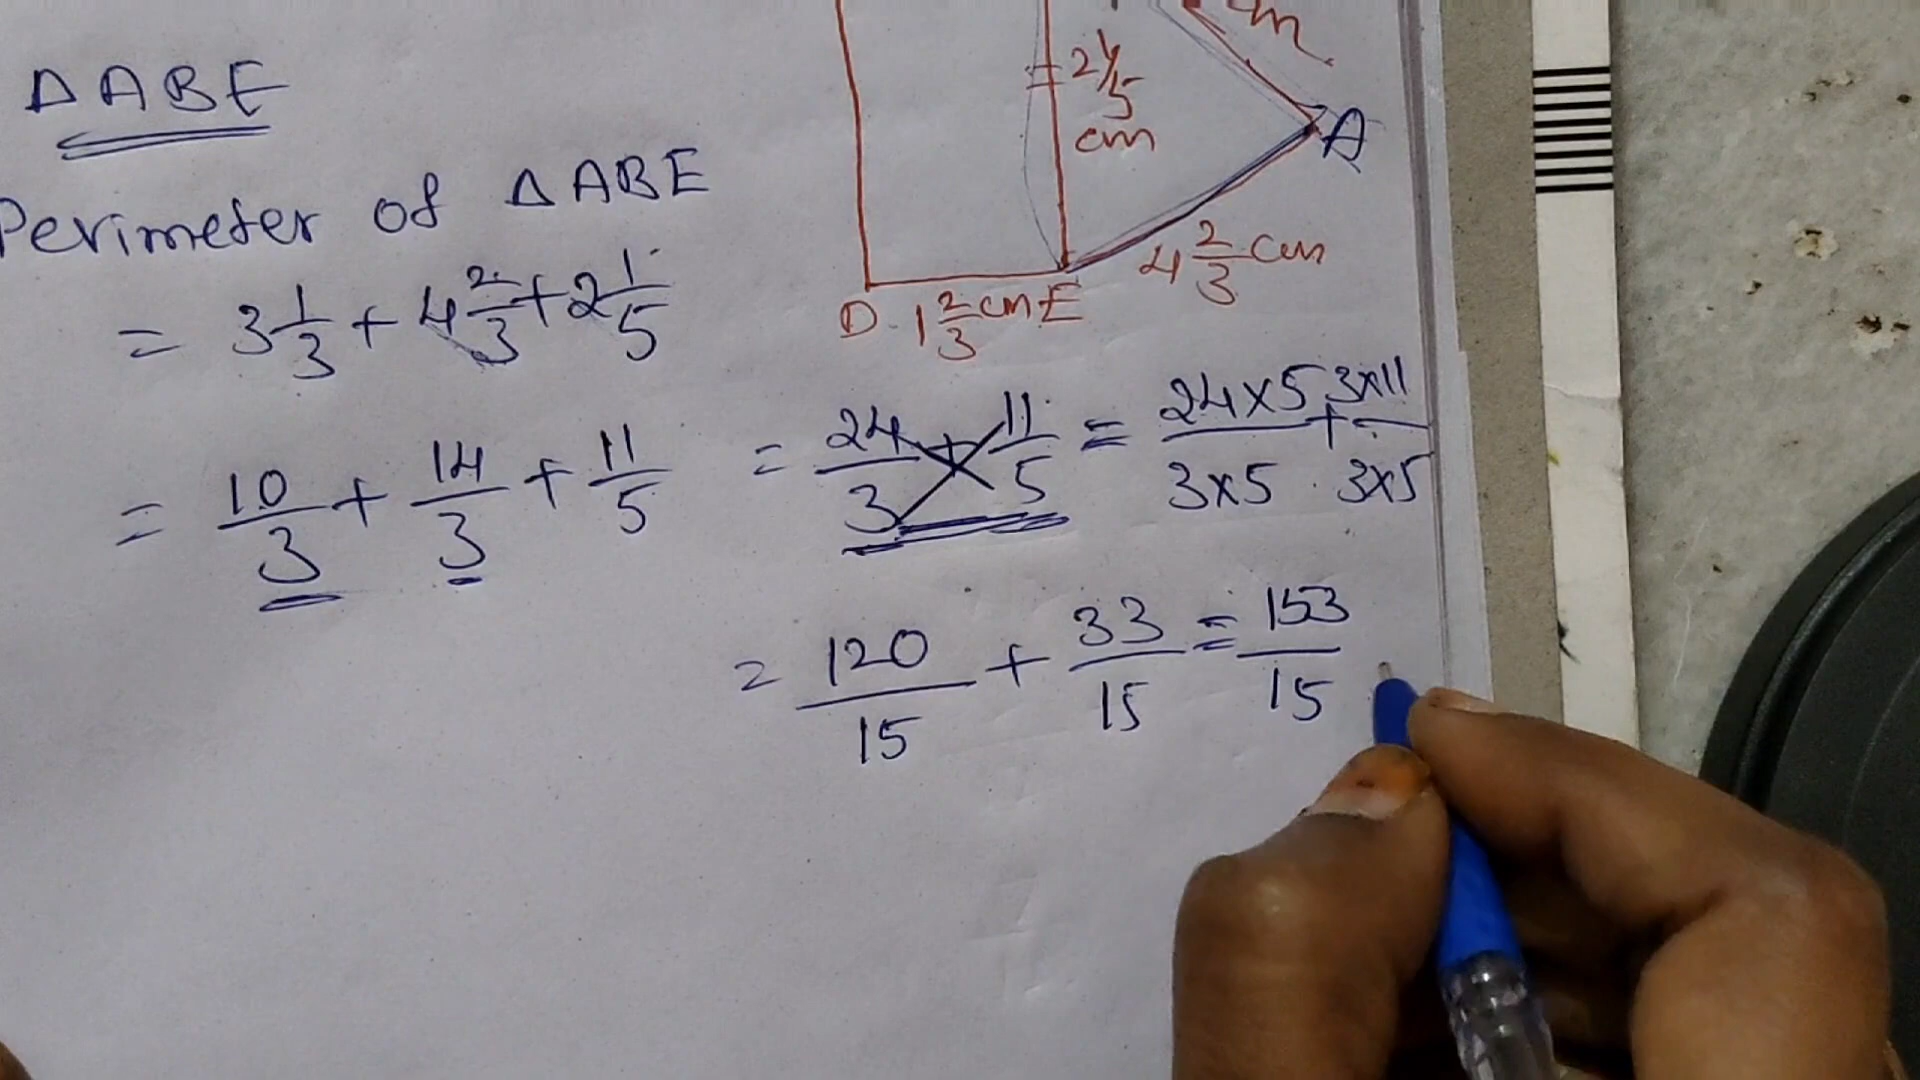 Δ ABE
Perimeter of Δ ABE
= 3 1/3 + 4 2/3 + 2 1/5
= 10/3 + 14/3 + 11/5
= 24/3 + 11/5 = 24×5/3×5 + 3×11/3×5
= 120/15 + 33/15 = 153/15
m
= 2 1/5
cm
A
4 2/3 cm
D 1 2/3 cm E